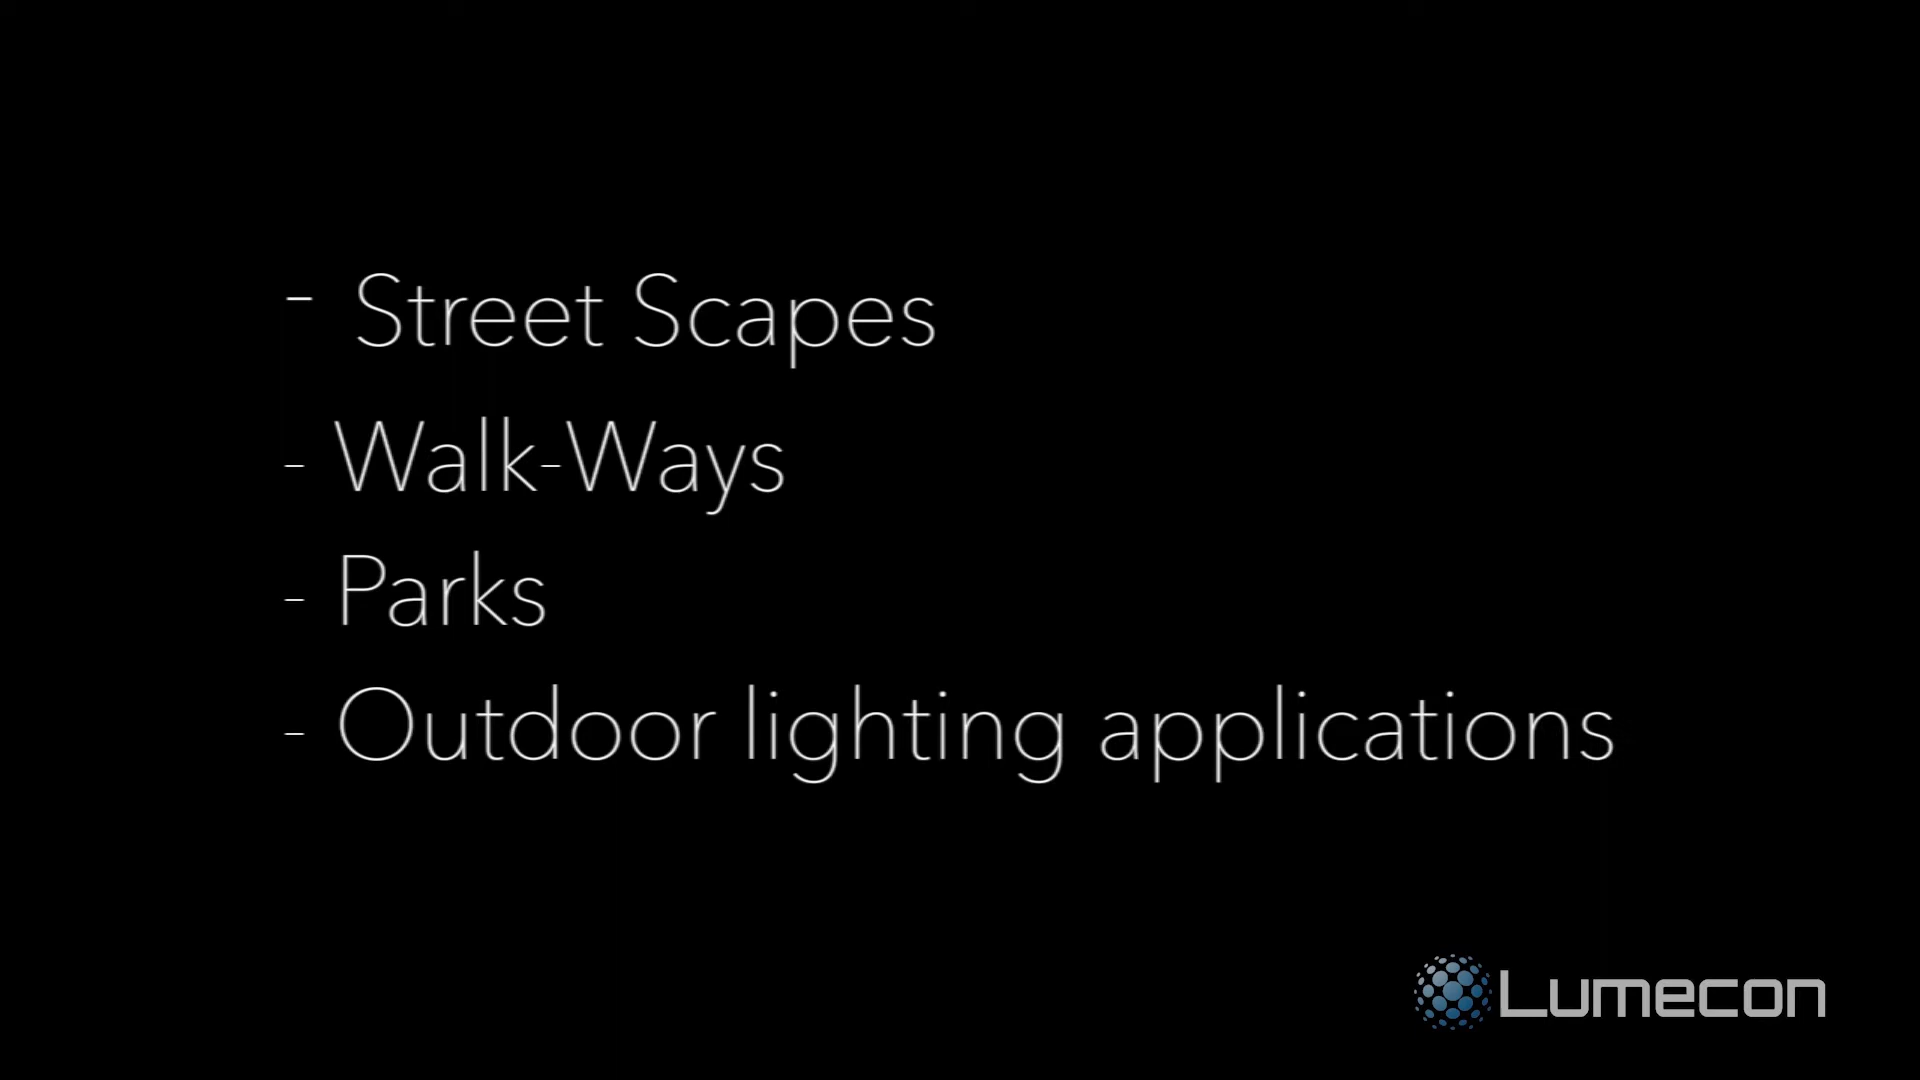 - Street Scapes
- Walk-Ways
- Parks
- Outdoor lighting applications
Lumecon